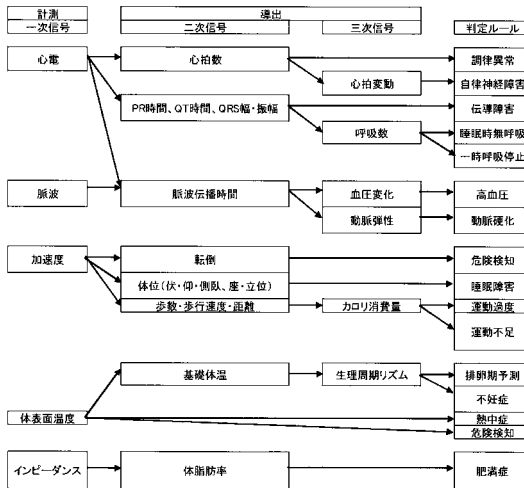 計測 導出
一次信号 二次信号 三次信号 判定ルール
心電 心拍数 調律異常
心拍変動 自律神経障害
PR時間、QT時間、QRS幅・振幅 伝導障害
呼吸数 睡眠時無呼吸
一時呼吸停止
脈波 脈波伝播時間 血圧変化 高血圧
動脈弾性 動脈硬化
加速度 転倒 危険検知
体位(伏・仰・側臥、座・立位) 睡眠障害
歩数・歩行速度・距離 カロリ消費量 運動過度
運動不足
基礎体温 生理周期リズム 排卵期予測
不妊症
体表面温度 熱中症
危険検知
インピーダンス 体脂肪率 肥満症